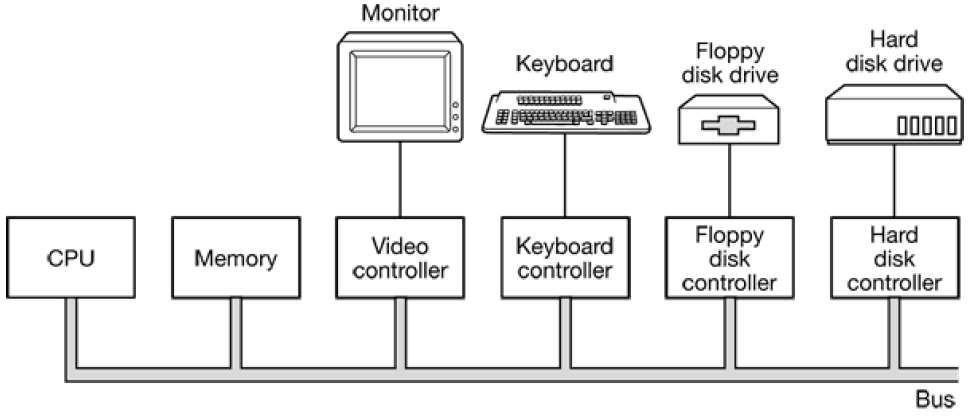 Monitor
Keyboard
Floppy
disk drive
Hard
disk drive
CPU
Memory
Video
controller
Keyboard
controller
Floppy
disk
controller
Hard
disk
controller
Bus